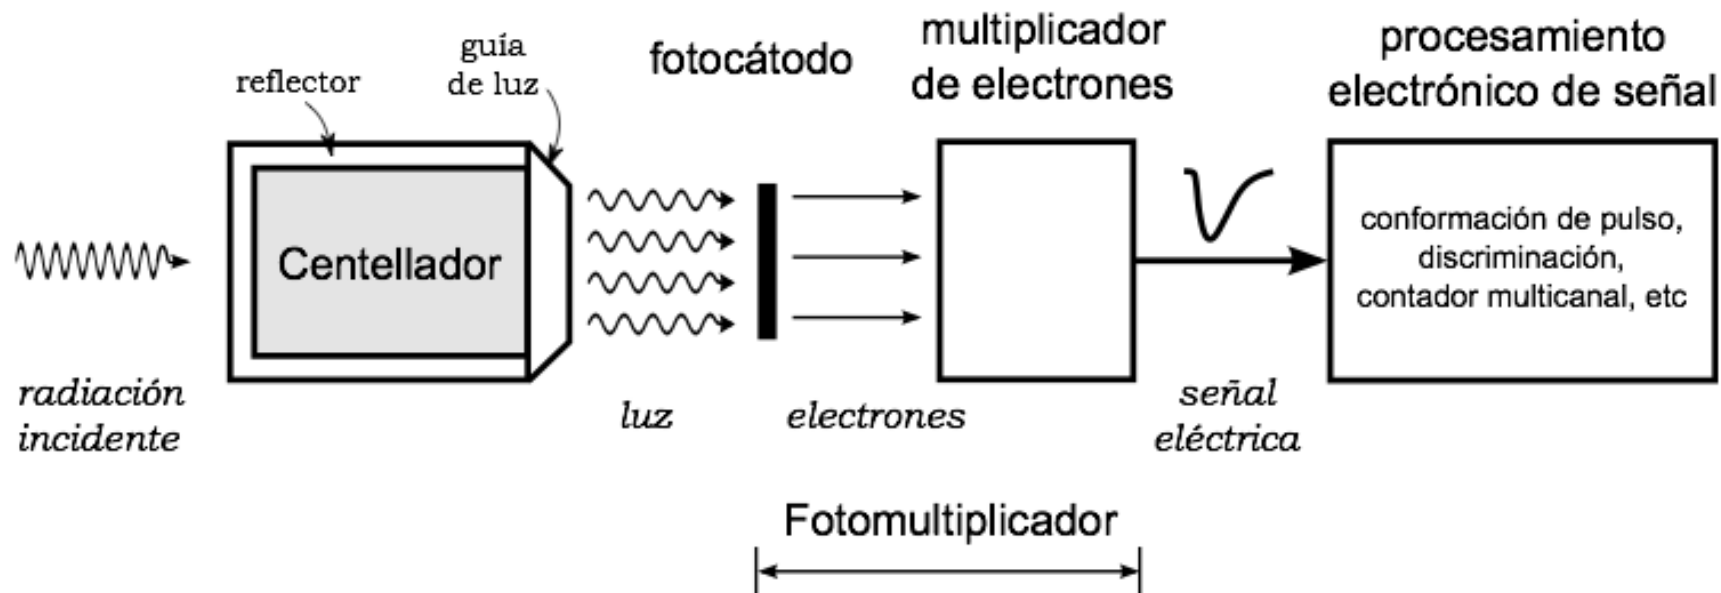 reflector
guía
de luz
fotocátodo
multiplicador
de electrones
procesamiento
electrónico de señal
Centellador
conformación de pulso,
discriminación,
contador multicanal, etc
radiación
incidente
luz
electrones
señal
eléctrica
Fotomultiplicador